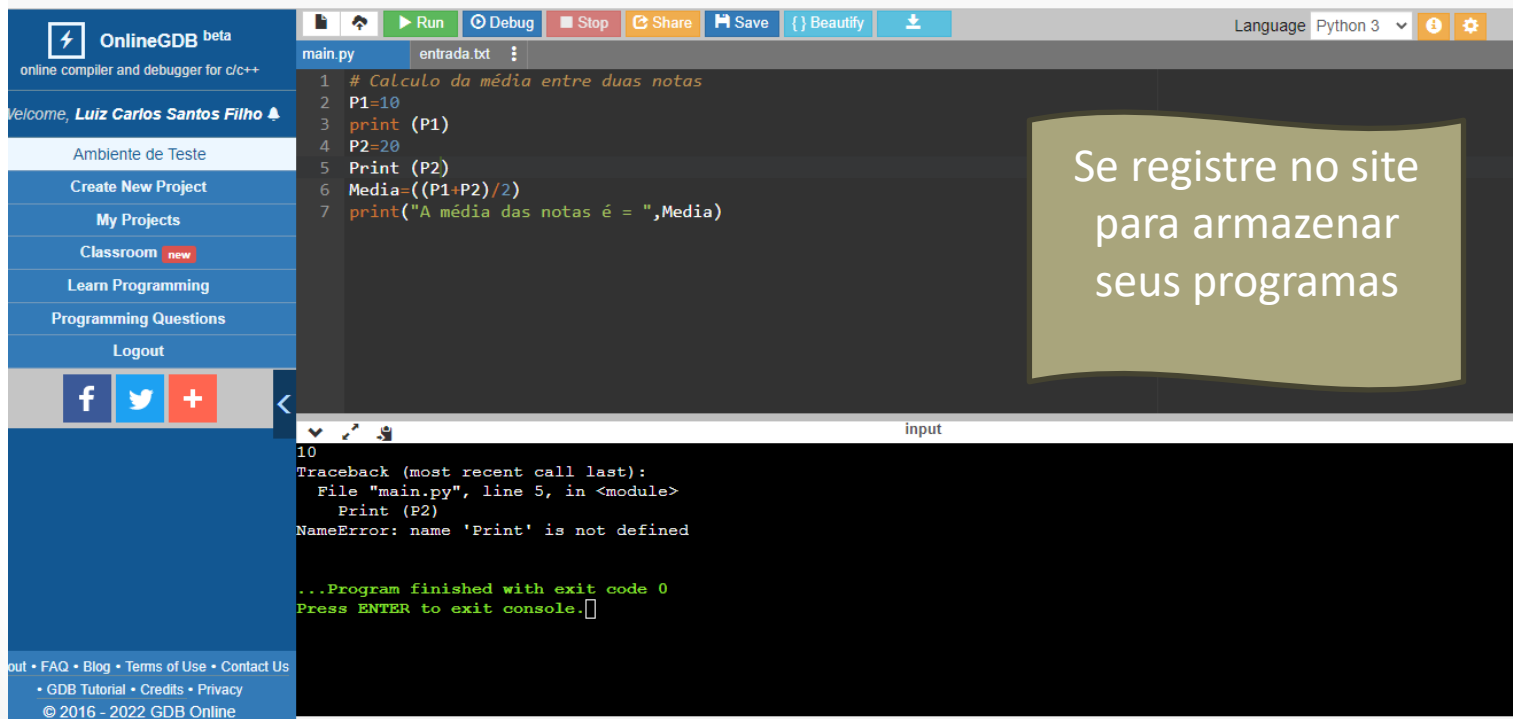 OnlineGDB beta
online compiler and debugger for c/c++
Welcome, Luiz Carlos Santos Filho
Ambiente de Teste
Create New Project
My Projects
Classroom new
Learn Programming
Programming Questions
Logout
out • FAQ • Blog • Terms of Use • Contact Us
• GDB Tutorial • Credits • Privacy
© 2016 - 2022 GDB Online
Run Debug Stop Share Save {} Beautify
Language Python 3
main.py entrada.txt
1 # Calculo da média entre duas notas
2 P1=10
3 print (P1)
4 P2=20
5 Print (P2)
6 Media=((P1+P2)/2)
7 print("A média das notas é = ",Media)
Se registre no site
para armazenar
seus programas
input
10
Traceback (most recent call last):
File "main.py", line 5, in <module>
Print (P2)
NameError: name 'Print' is not defined
...Program finished with exit code 0
Press ENTER to exit console.